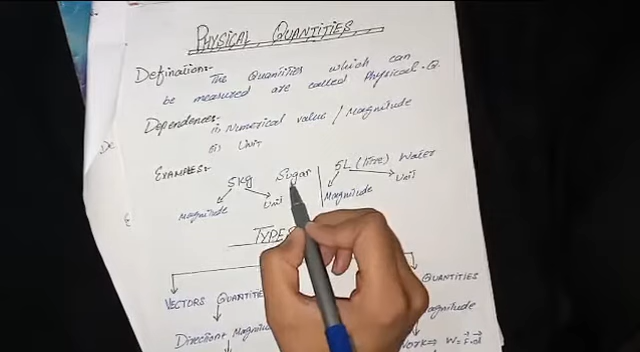 PHYSICAL QUANTITIES
Defination:-
The Quantities which can
be measured are called Physical.Q.
Dependence:-
i) Numerical value / Magnitude
ii) Unit
EXAMPLES:-
5kg Sugar 5L (litre) Water
Magnitude Unit Magnitude Unit
TYPES
VECTORS QUANTITIES QUANTITIES
Direction + Magnitude Magnitude
Work ⇒ W =